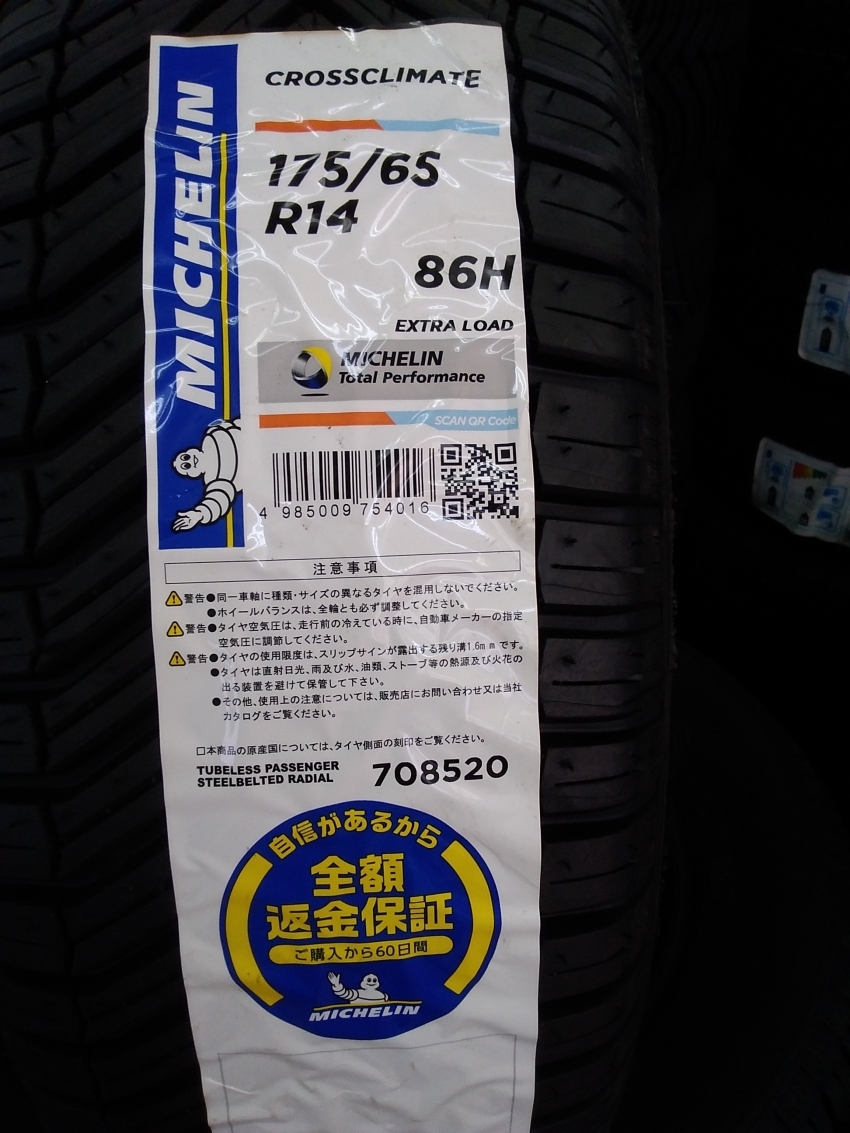 MICHELIN
CROSSCLIMATE
175/65
R14
86H
EXTRA LOAD
MICHELIN
Total Performance
SCAN QR Code
4 985009 754016
注意事項
警告●同一車軸に種類・サイズの異なるタイヤを混用しないでください。
●ホイールバランスは、全輪とも必ず調整してください。
警告●タイヤ空気圧は、走行前の冷えている時に、自動車メーカーの指定
空気圧に調節してください。
警告●タイヤの使用限度は、スリップサインが露出する残り溝1.6mmです。
●タイヤは直射日光、雨及び水、油類、ストーブ等の熱源及び火花の
出る装置を避けて保管して下さい。
●その他、使用上の注意については、販売店にお問い合わせ又は当社
カタログをご覧ください。
□本商品の原産国については、タイヤ側面の刻印をご覧ください。
TUBELESS PASSENGER
STEELBELTED RADIAL
708520
自信があるから
全額
返金保証
ご購入から60日間
MICHELIN